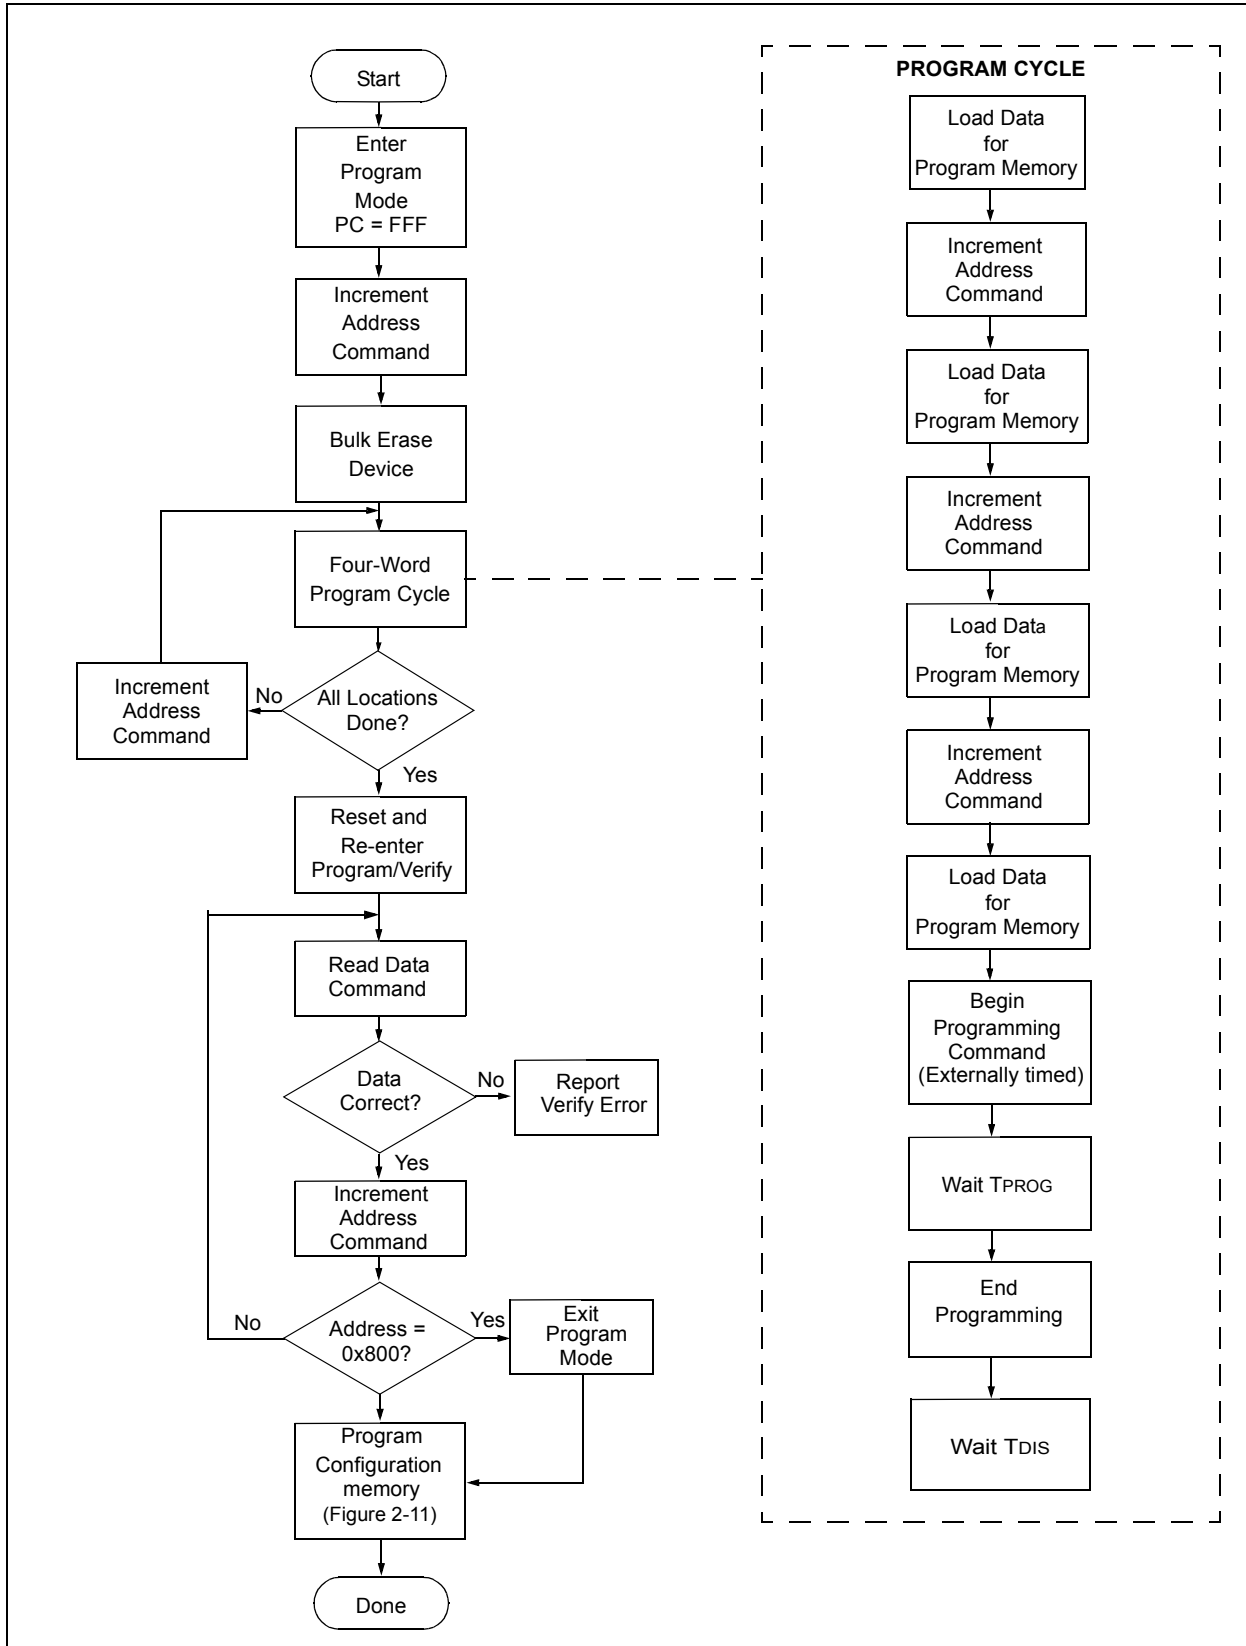 Start
Enter
Program
Mode
PC = FFF
Increment
Address
Command
Bulk Erase
Device
Four-Word
Program Cycle
All Locations
Done?
No
Increment
Address
Command
Yes
Reset and
Re-enter
Program/Verify
Read Data
Command
Data
Correct?
No
Report
Verify Error
Yes
Increment
Address
Command
Address =
0x800?
No
Yes
Exit
Program
Mode
Program
Configuration
memory
(Figure 2-11)
Done
PROGRAM CYCLE
Load Data
for
Program Memory
Increment
Address
Command
Load Data
for
Program Memory
Increment
Address
Command
Load Data
for
Program Memory
Increment
Address
Command
Load Data
for
Program Memory
Begin
Programming
Command
(Externally timed)
Wait TPROG
End
Programming
Wait TDIS